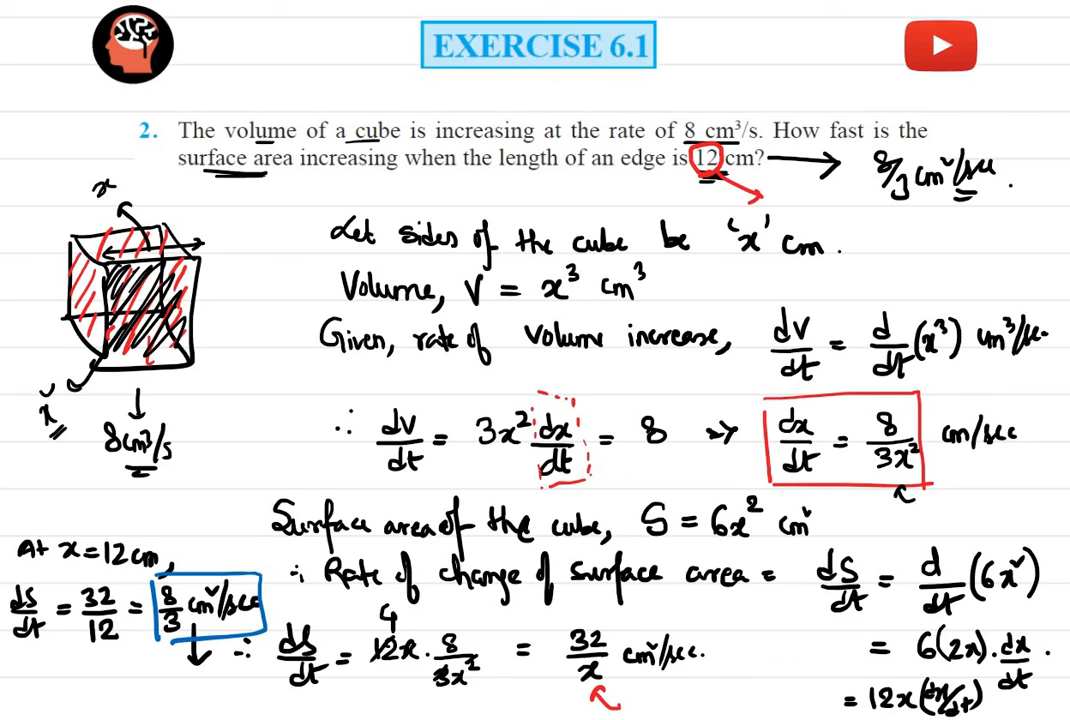 EXERCISE 6.1
2. The volume of a cube is increasing at the rate of 8 cm³/s. How fast is the
surface area increasing when the length of an edge is 12 cm?
8/3 cm²/sec.
x
Let sides of the cube be 'x' cm.
Volume, V = x³ cm³
Given, rate of volume increase, dv/dt = d/dt (x³) cm³/sec.
x
8cm³/s
∴ dv/dt = 3x² dx/dt = 8 ⇒ dx/dt = 8/3x² cm/sec
Surface area of the cube, S = 6x² cm²
∴ Rate of change of surface area = ds/dt = d/dt (6x²)
= 6(2x) . dx/dt .
= 12x (dx/dt)
∴ ds/dt = 12x . 8/3x² = 32/x cm²/sec.
4
At x = 12 cm,
ds/dt = 32/12 = 8/3 cm²/sec